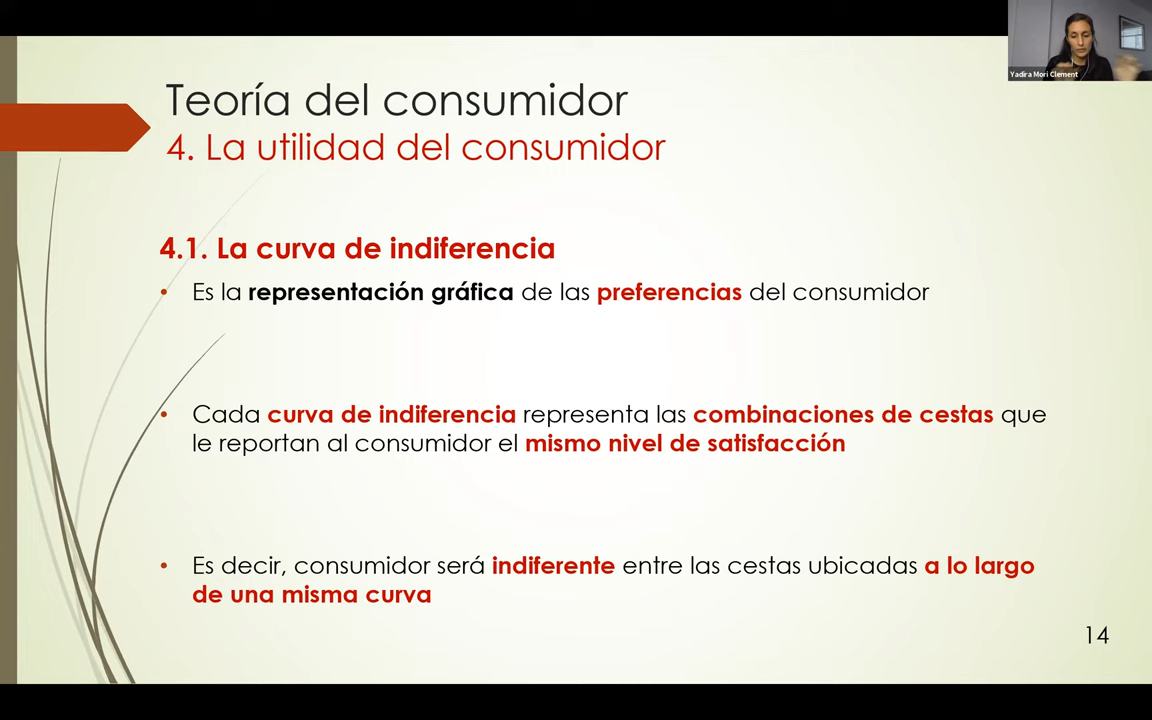 Yadira Mori Clement
Teoría del consumidor
4. La utilidad del consumidor
4.1. La curva de indiferencia
• Es la representación gráfica de las preferencias del consumidor
• Cada curva de indiferencia representa las combinaciones de cestas que
le reportan al consumidor el mismo nivel de satisfacción
• Es decir, consumidor será indiferente entre las cestas ubicadas a lo largo
de una misma curva
14